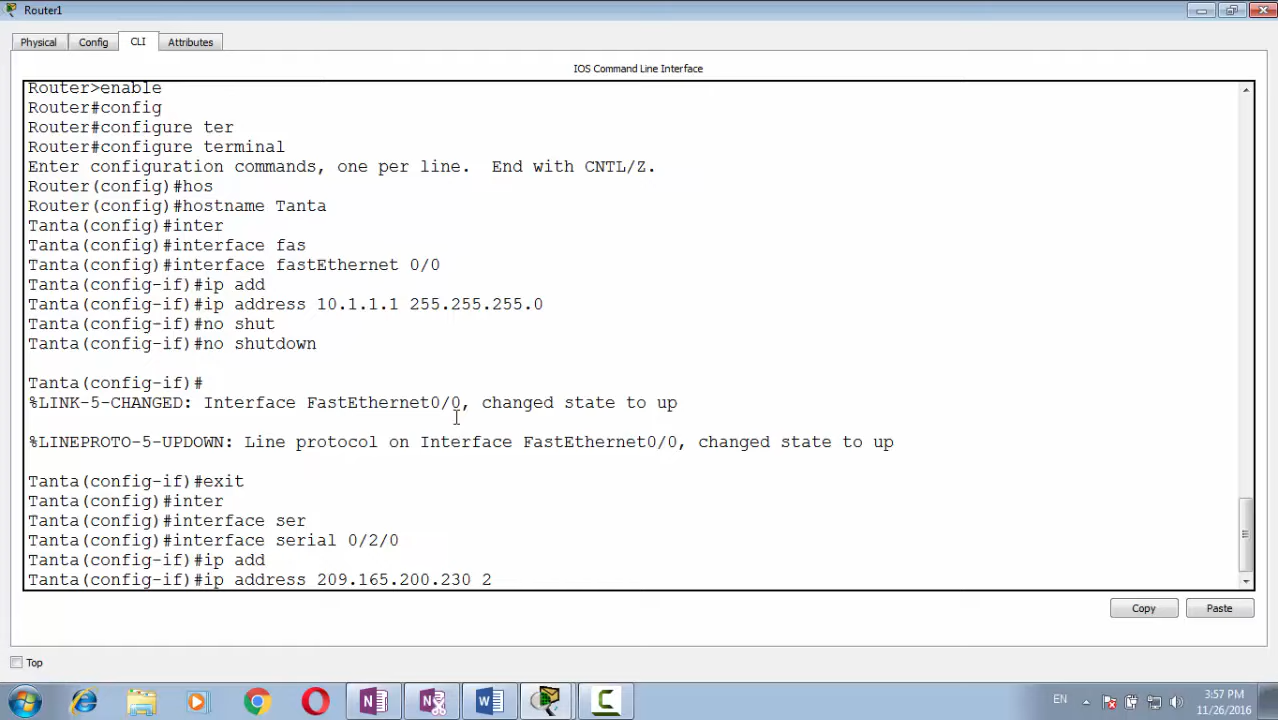 Router1
Physical Config CLI Attributes
IOS Command Line Interface
Router>enable
Router#config
Router#configure ter
Router#configure terminal
Enter configuration commands, one per line.  End with CNTL/Z.
Router(config)#hos
Router(config)#hostname Tanta
Tanta(config)#inter
Tanta(config)#interface fas
Tanta(config)#interface fastEthernet 0/0
Tanta(config-if)#ip add
Tanta(config-if)#ip address 10.1.1.1 255.255.255.0
Tanta(config-if)#no shut
Tanta(config-if)#no shutdown
Tanta(config-if)#
%LINK-5-CHANGED: Interface FastEthernet0/0, changed state to up
%LINEPROTO-5-UPDOWN: Line protocol on Interface FastEthernet0/0, changed state to up
Tanta(config-if)#exit
Tanta(config)#inter
Tanta(config)#interface ser
Tanta(config)#interface serial 0/2/0
Tanta(config-if)#ip add
Tanta(config-if)#ip address 209.165.200.230 2
Copy Paste
Top
EN 3:57 PM
11/26/2016